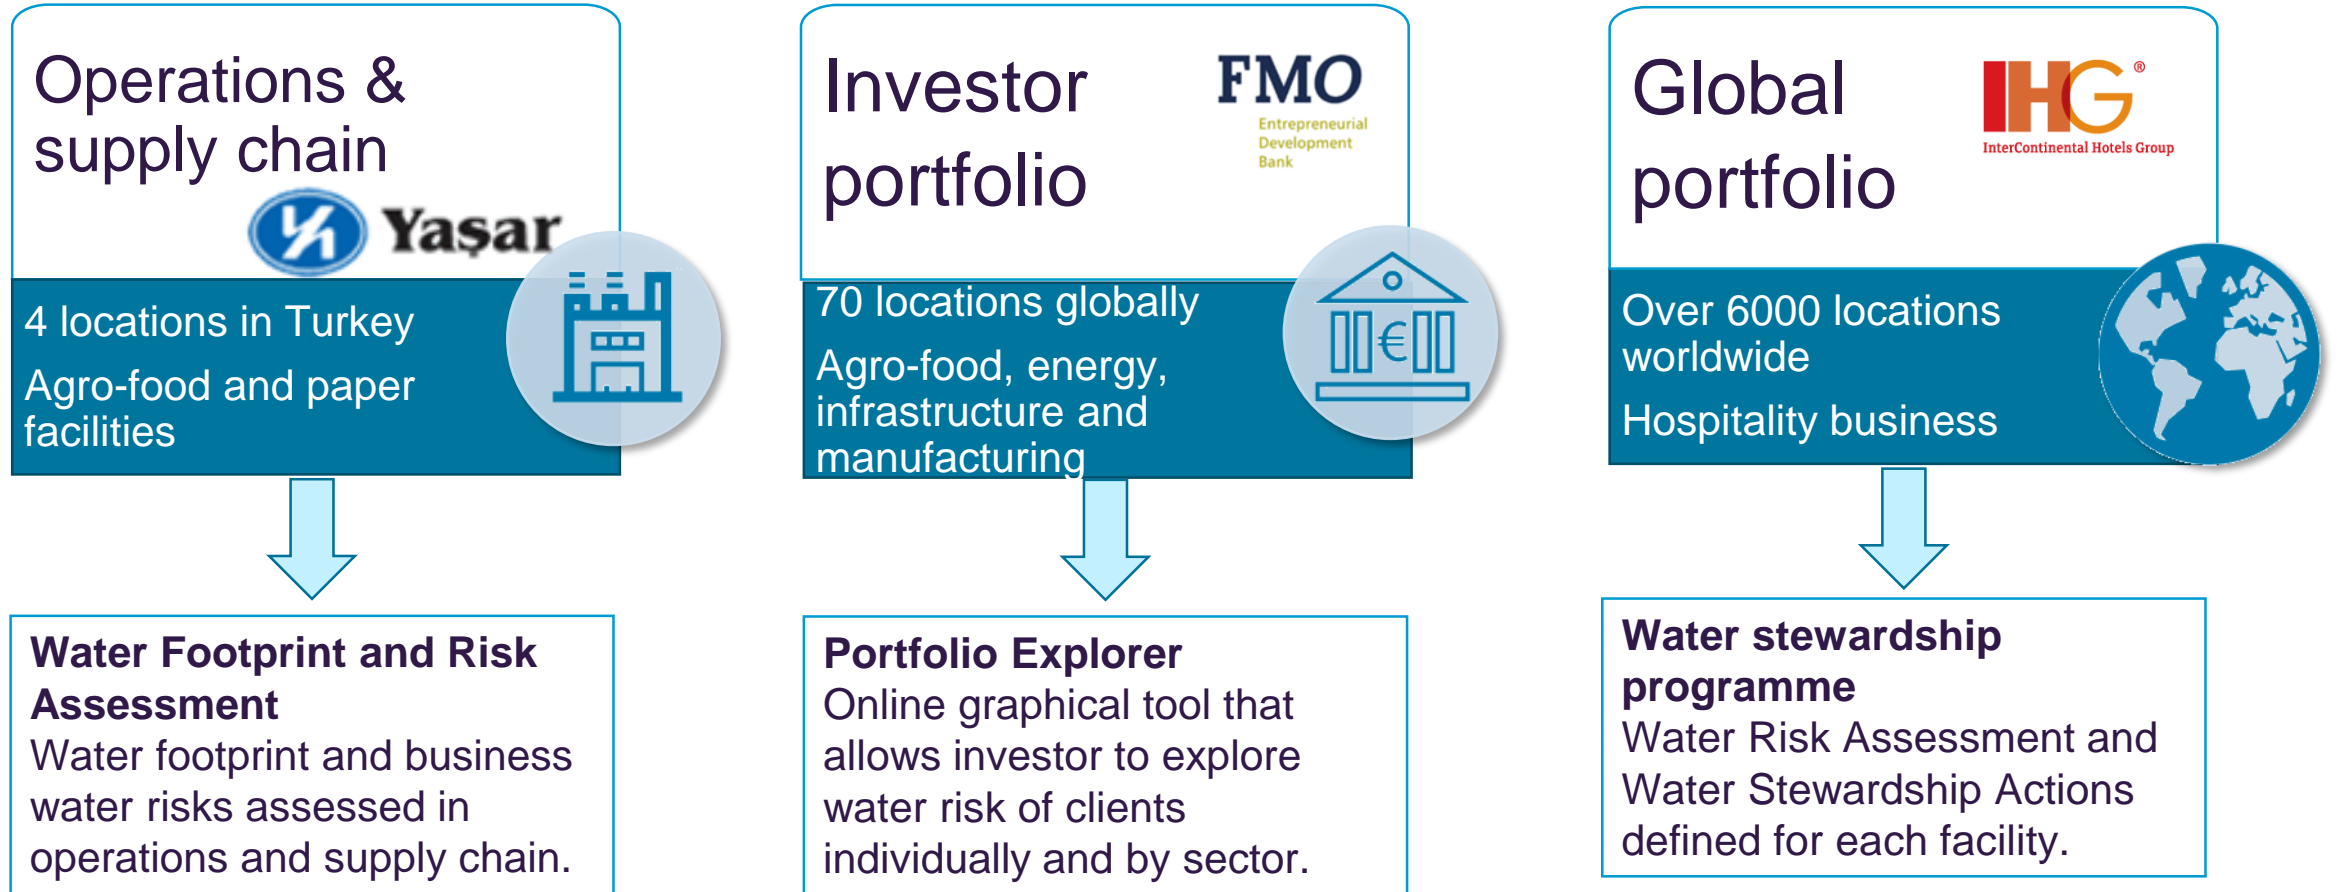 Operations &
supply chain
Yaşar
4 locations in Turkey
Agro-food and paper
facilities
Water Footprint and Risk
Assessment
Water footprint and business
water risks assessed in
operations and supply chain.
Investor
portfolio
FMO
Entrepreneurial
Development
Bank
70 locations globally
Agro-food, energy,
infrastructure and
manufacturing
€
Portfolio Explorer
Online graphical tool that
allows investor to explore
water risk of clients
individually and by sector.
Global
portfolio
IHG®
InterContinental Hotels Group
Over 6000 locations
worldwide
Hospitality business
Water stewardship
programme
Water Risk Assessment and
Water Stewardship Actions
defined for each facility.